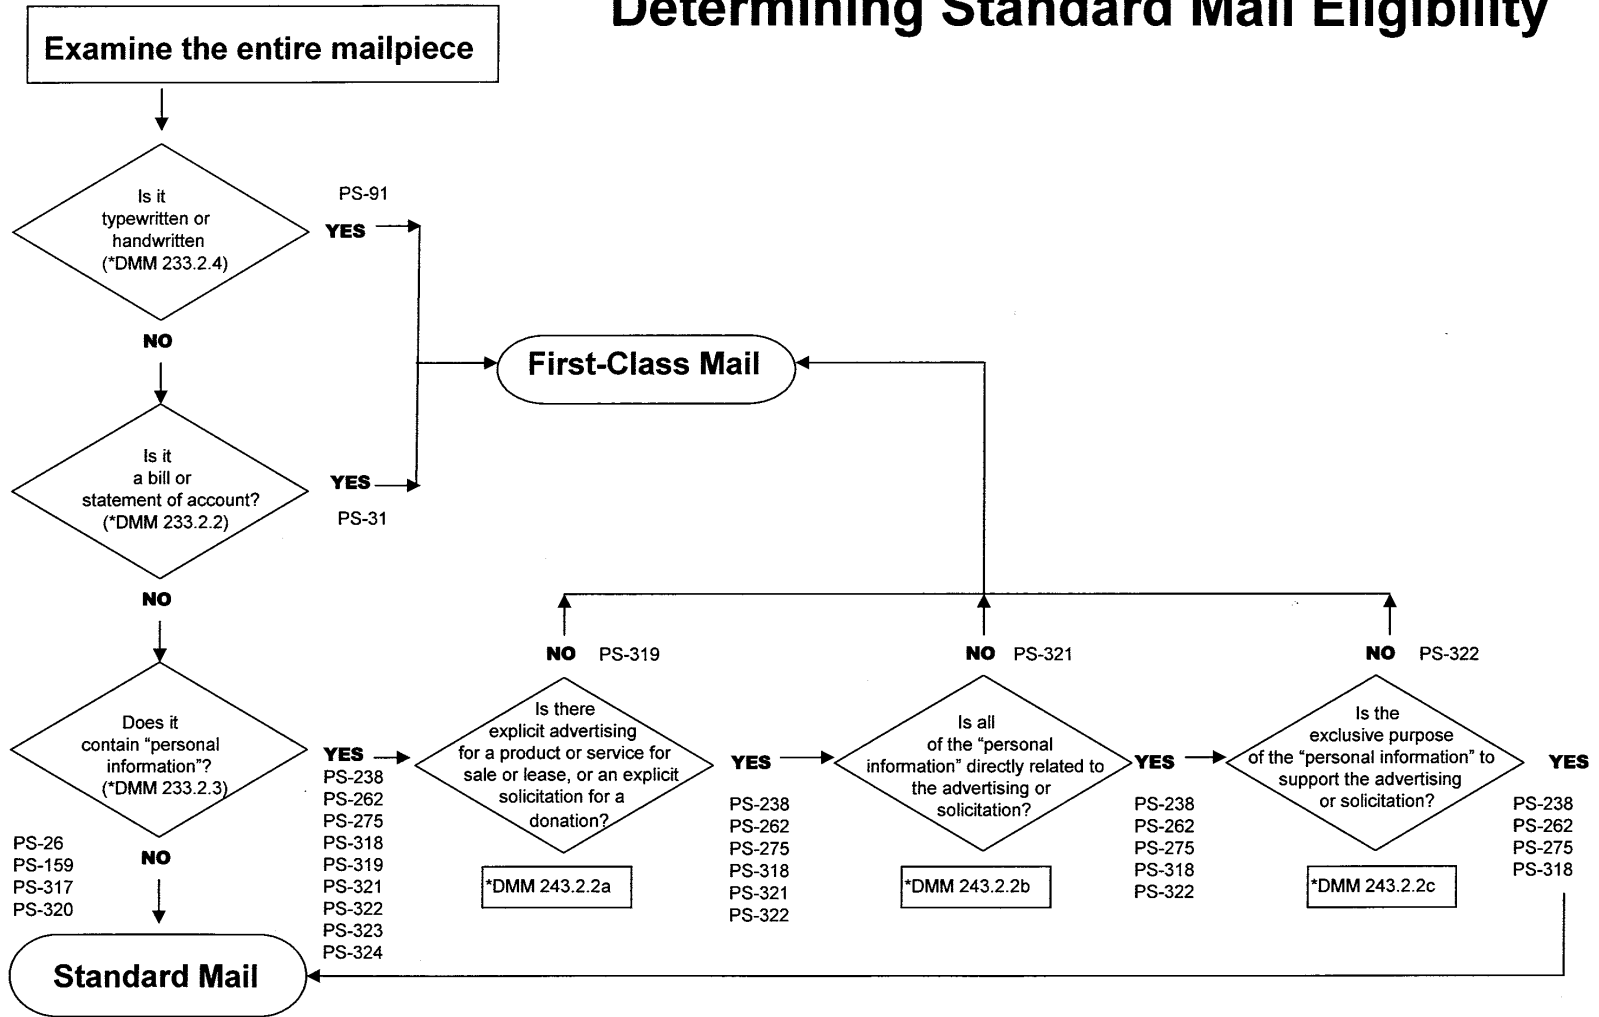 Determining Standard Mail Eligibility
Examine the entire mailpiece
Is it
typewritten or
handwritten
(*DMM 233.2.4)
PS-91
YES
NO
First-Class Mail
Is it
a bill or
statement of account?
(*DMM 233.2.2)
YES
PS-31
NO
Does it
contain “personal
information”?
(*DMM 233.2.3)
YES
PS-238
PS-262
PS-275
PS-318
PS-319
PS-321
PS-322
PS-323
PS-324
NO
PS-26
PS-159
PS-317
PS-320
Standard Mail
NO PS-319
Is there
explicit advertising
for a product or service for
sale or lease, or an explicit
solicitation for a
donation?
*DMM 243.2.2a
YES
PS-238
PS-262
PS-275
PS-318
PS-321
PS-322
NO PS-321
Is all
of the “personal
information” directly related to
the advertising or
solicitation?
*DMM 243.2.2b
YES
PS-238
PS-262
PS-275
PS-318
PS-322
NO PS-322
Is the
exclusive purpose
of the “personal information” to
support the advertising
or solicitation?
*DMM 243.2.2c
YES
PS-238
PS-262
PS-275
PS-318